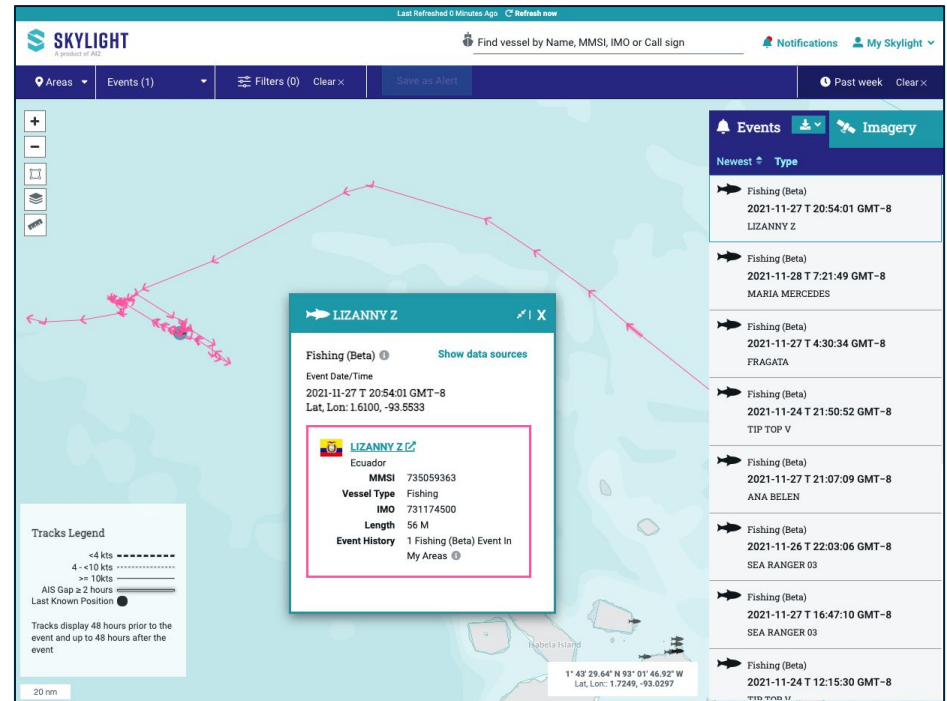 Last Refreshed 0 Minutes Ago Refresh now
SKYLIGHT
A product of AI2
Find vessel by Name, MMSI, IMO or Call sign
Notifications
My Skylight
Areas
Events (1)
Filters (0)
Clear ×
Save as Alert
Past week
Clear ×
+
−
Events
Imagery
Newest
Type
Fishing (Beta)
2021-11-27 T 20:54:01 GMT-8
LIZANNY Z
Fishing (Beta)
2021-11-28 T 7:21:49 GMT-8
MARIA MERCEDES
Fishing (Beta)
2021-11-27 T 4:30:34 GMT-8
FRAGATA
Fishing (Beta)
2021-11-24 T 21:50:52 GMT-8
TIP TOP V
Fishing (Beta)
2021-11-27 T 21:07:09 GMT-8
ANA BELEN
Fishing (Beta)
2021-11-26 T 22:03:06 GMT-8
SEA RANGER 03
Fishing (Beta)
2021-11-27 T 16:47:10 GMT-8
SEA RANGER 03
Fishing (Beta)
2021-11-24 T 12:15:30 GMT-8
TIP TOP V
LIZANNY Z
X
Fishing (Beta)
Show data sources
Event Date/Time
2021-11-27 T 20:54:01 GMT-8
Lat, Lon: 1.6100, -93.5533
LIZANNY Z
Ecuador
MMSI 735059363
Vessel Type Fishing
IMO 731174500
Length 56 M
Event History 1 Fishing (Beta) Event In
My Areas
Tracks Legend
<4 kts
4 - <10 kts
>= 10kts
AIS Gap ≥ 2
hours
Last Known Position
Tracks display 48 hours prior to the
event and up to 48 hours after the
event
Isabela Island
1° 43' 29.64" N 93° 01' 46.92" W
Lat, Lon:: 1.7249, -93.0297
20 nm